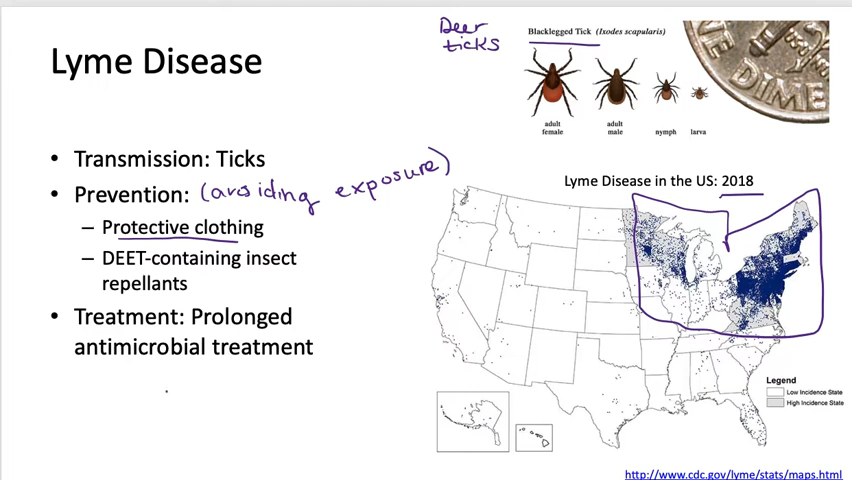 Lyme Disease
• Transmission: Ticks
• Prevention: (avoiding exposure)
– Protective clothing
– DEET-containing insect
repellants
• Treatment: Prolonged
antimicrobial treatment
Deer
ticks
Blacklegged Tick (Ixodes scapularis)
adult
female
adult
male
nymph
larva
ONE DIME
Lyme Disease in the US: 2018
Legend
Low Incidence State
High Incidence State
http://www.cdc.gov/lyme/stats/maps.html